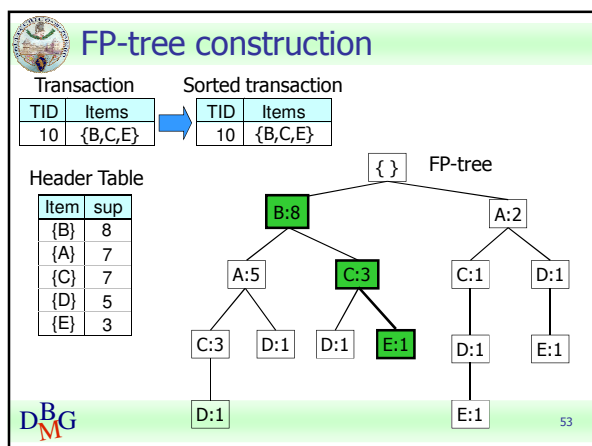 FP-tree construction
Transaction
TID Items
10 {B,C,E}
Sorted transaction
TID Items
10 {B,C,E}
Header Table
Item sup
{B} 8
{A} 7
{C} 7
{D} 5
{E} 3
{ } FP-tree
B:8 A:2
A:5 C:3 C:1 D:1
C:3 D:1 D:1 E:1 D:1 E:1
D:1 E:1
DBMG
53